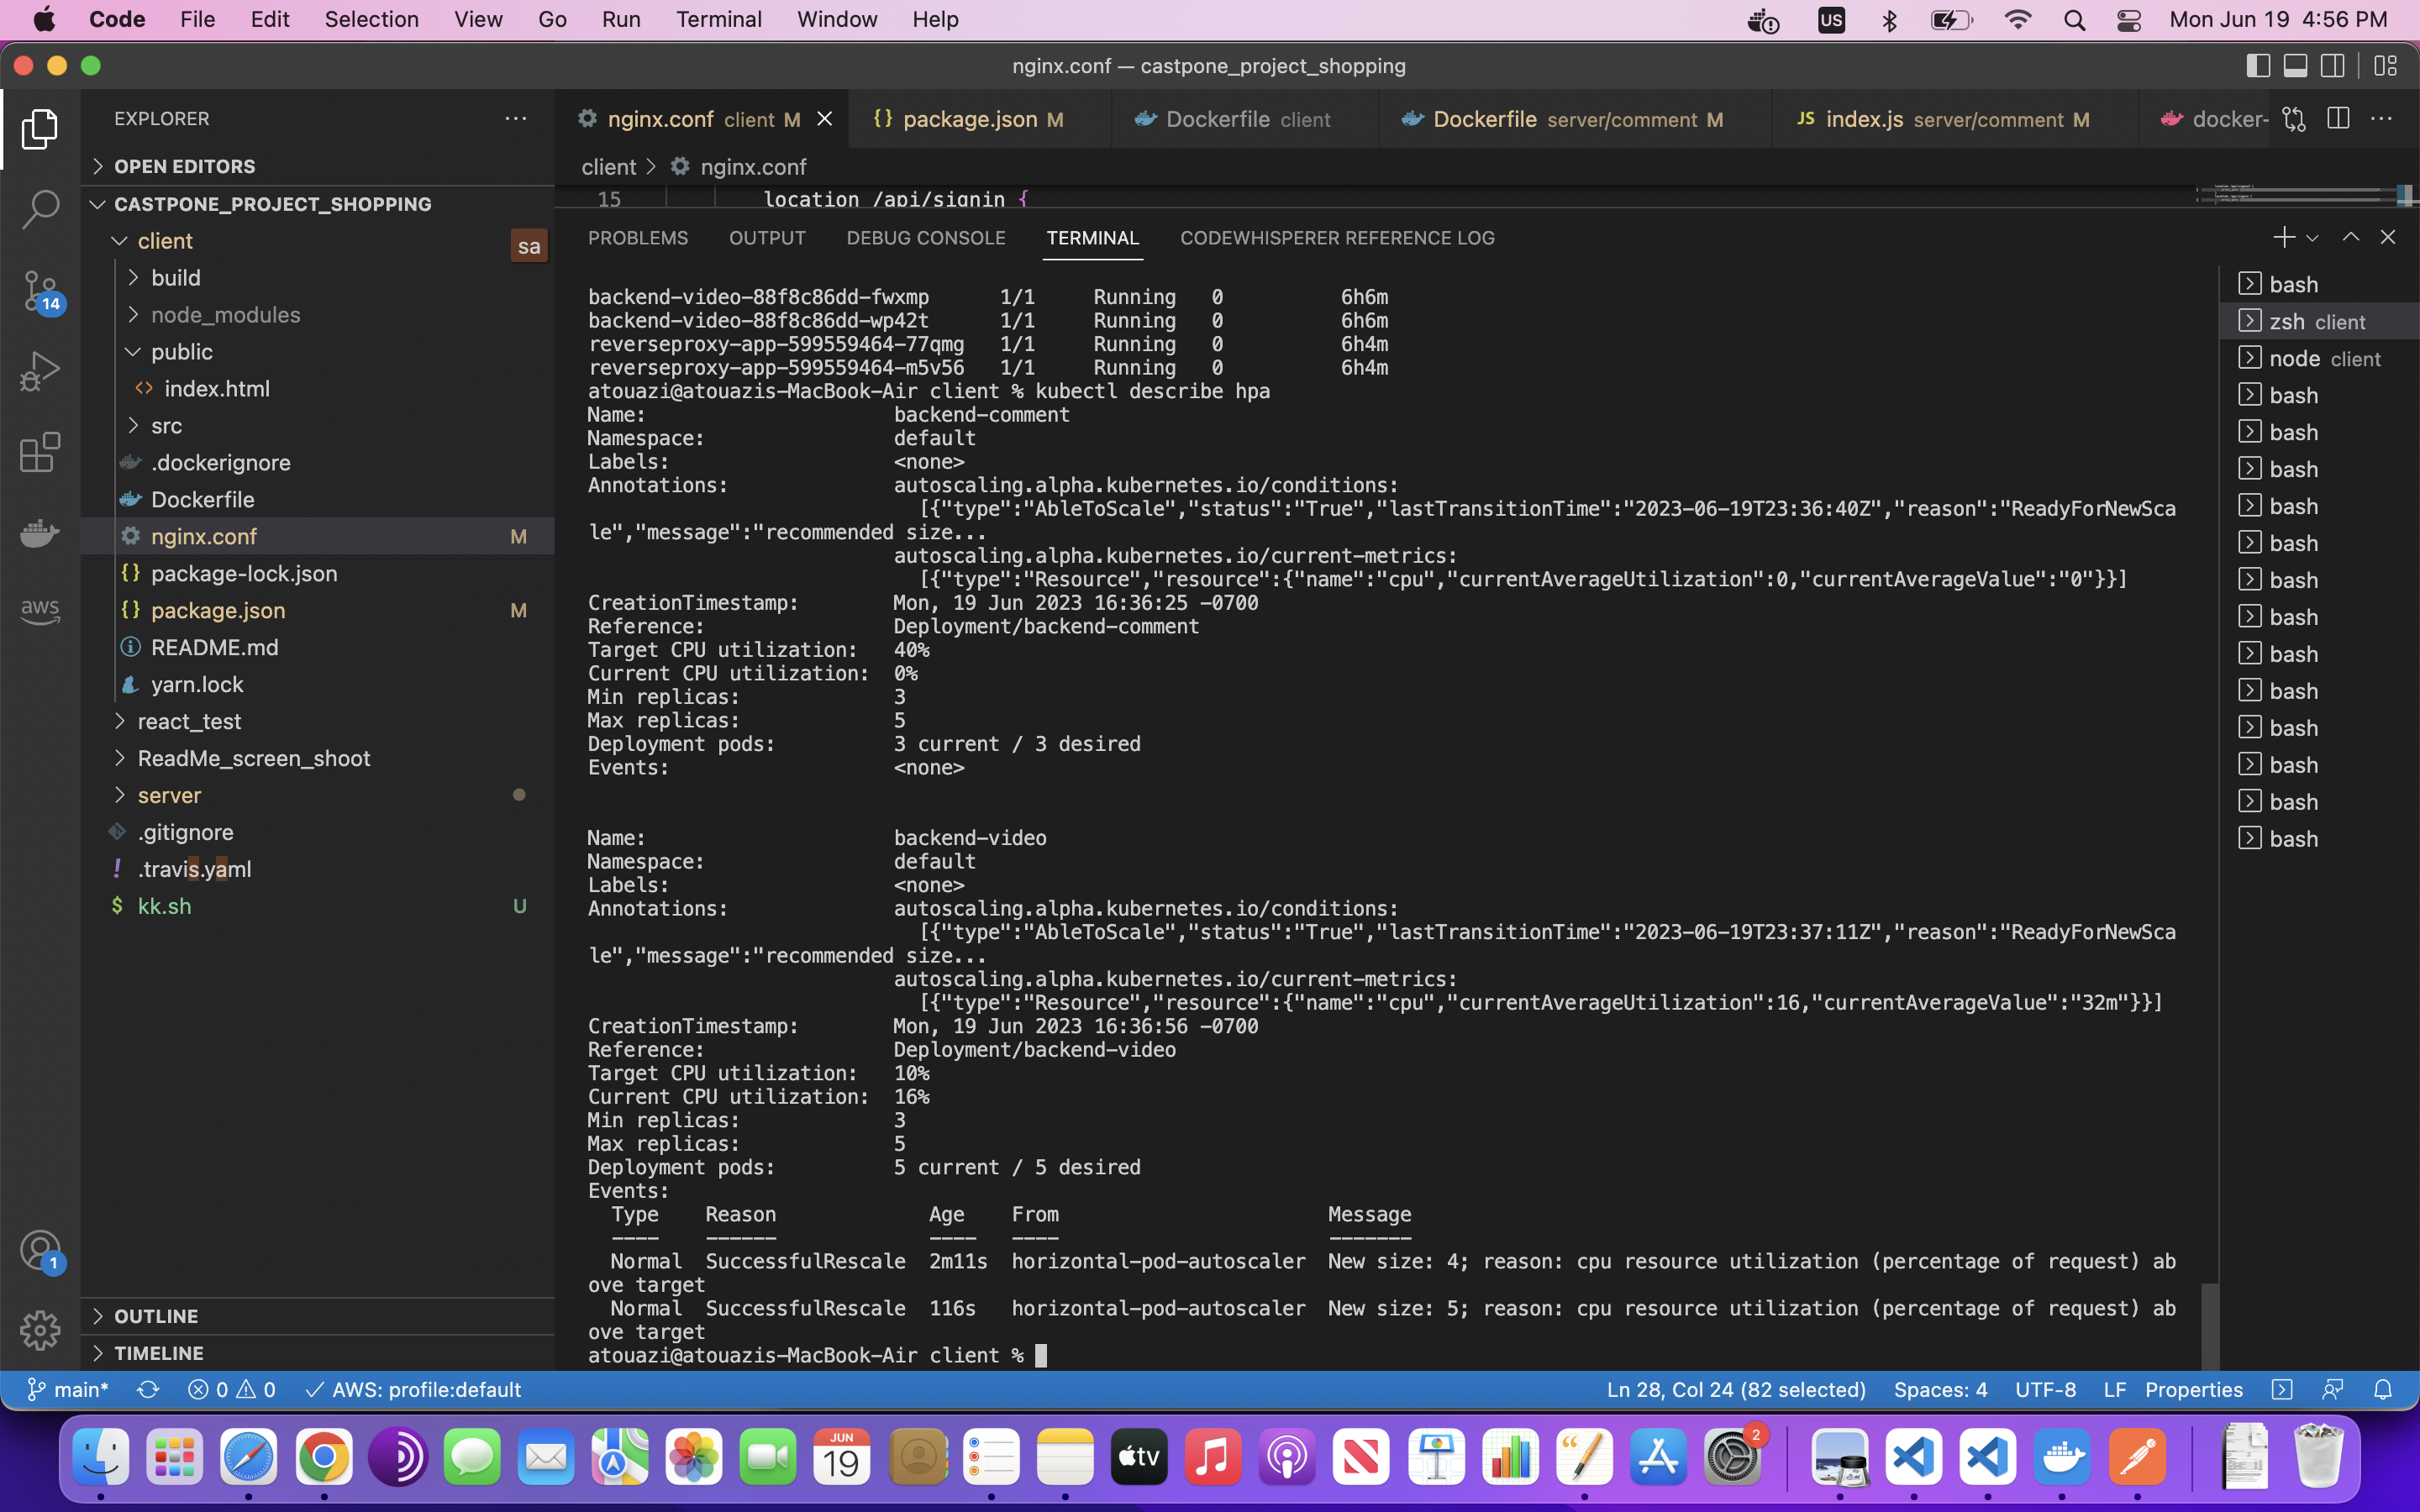 Code File Edit Selection View Go Run Terminal Window Help US Mon Jun 19 4:56 PM
nginx.conf — castpone_project_shopping
EXPLORER
OPEN EDITORS
CASTPONE_PROJECT_SHOPPING
client
sa
build
node_modules
public
<> index.html
src
.dockerignore
Dockerfile
nginx.conf M
{} package-lock.json
{} package.json M
README.md
yarn.lock
react_test
ReadMe_screen_shoot
server
.gitignore
! .travis.yaml
$ kk.sh U
OUTLINE
TIMELINE
14
aws
1
nginx.conf client M {} package.json M Dockerfile client Dockerfile server/comment M JS index.js server/comment M docker-
client > nginx.conf
15 location /api/signin {
PROBLEMS OUTPUT DEBUG CONSOLE TERMINAL CODEWHISPERER REFERENCE LOG
backend-video-88f8c86dd-fwxmp 1/1 Running 0 6h6m
backend-video-88f8c86dd-wp42t 1/1 Running 0 6h6m
reverseproxy-app-599559464-77qmg 1/1 Running 0 6h4m
reverseproxy-app-599559464-m5v56 1/1 Running 0 6h4m
atouazi@atouazis-MacBook-Air client % kubectl describe hpa
Name: backend-comment
Namespace: default
Labels: <none>
Annotations: autoscaling.alpha.kubernetes.io/conditions:
[{"type":"AbleToScale","status":"True","lastTransitionTime":"2023-06-19T23:36:40Z","reason":"ReadyForNewSca
le","message":"recommended size...
autoscaling.alpha.kubernetes.io/current-metrics:
[{"type":"Resource","resource":{"name":"cpu","currentAverageUtilization":0,"currentAverageValue":"0"}}]
CreationTimestamp: Mon, 19 Jun 2023 16:36:25 -0700
Reference: Deployment/backend-comment
Target CPU utilization: 40%
Current CPU utilization: 0%
Min replicas: 3
Max replicas: 5
Deployment pods: 3 current / 3 desired
Events: <none>
Name: backend-video
Namespace: default
Labels: <none>
Annotations: autoscaling.alpha.kubernetes.io/conditions:
[{"type":"AbleToScale","status":"True","lastTransitionTime":"2023-06-19T23:37:11Z","reason":"ReadyForNewSca
le","message":"recommended size...
autoscaling.alpha.kubernetes.io/current-metrics:
[{"type":"Resource","resource":{"name":"cpu","currentAverageUtilization":16,"currentAverageValue":"32m"}}]
CreationTimestamp: Mon, 19 Jun 2023 16:36:56 -0700
Reference: Deployment/backend-video
Target CPU utilization: 10%
Current CPU utilization: 16%
Min replicas: 3
Max replicas: 5
Deployment pods: 5 current / 5 desired
Events:
Type Reason Age From Message
---- ------ ---- ---- -------
Normal SuccessfulRescale 2m11s horizontal-pod-autoscaler New size: 4; reason: cpu resource utilization (percentage of request) ab
ove target
Normal SuccessfulRescale 116s horizontal-pod-autoscaler New size: 5; reason: cpu resource utilization (percentage of request) ab
ove target
atouazi@atouazis-MacBook-Air client %
bash
zsh client
node client
bash
bash
bash
bash
bash
bash
bash
bash
bash
bash
bash
bash
bash
main* 0 0 AWS: profile:default Ln 28, Col 24 (82 selected) Spaces: 4 UTF-8 LF Properties
JUN
19
tv
2